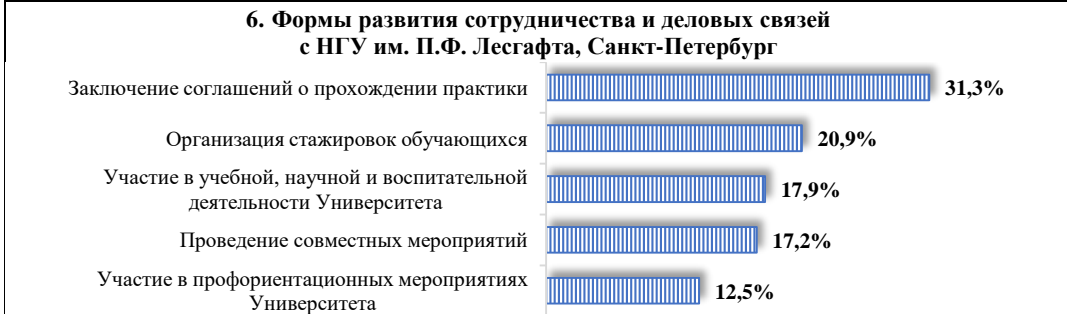 6. Формы развития сотрудничества и деловых связей
с НГУ им. П.Ф. Лесгафта, Санкт-Петербург
Заключение соглашений о прохождении практики
31,3%
Организация стажировок обучающихся
20,9%
Участие в учебной, научной и воспитательной
деятельности Университета
17,9%
Проведение совместных мероприятий
17,2%
Участие в профориентационных мероприятиях
Университета
12,5%